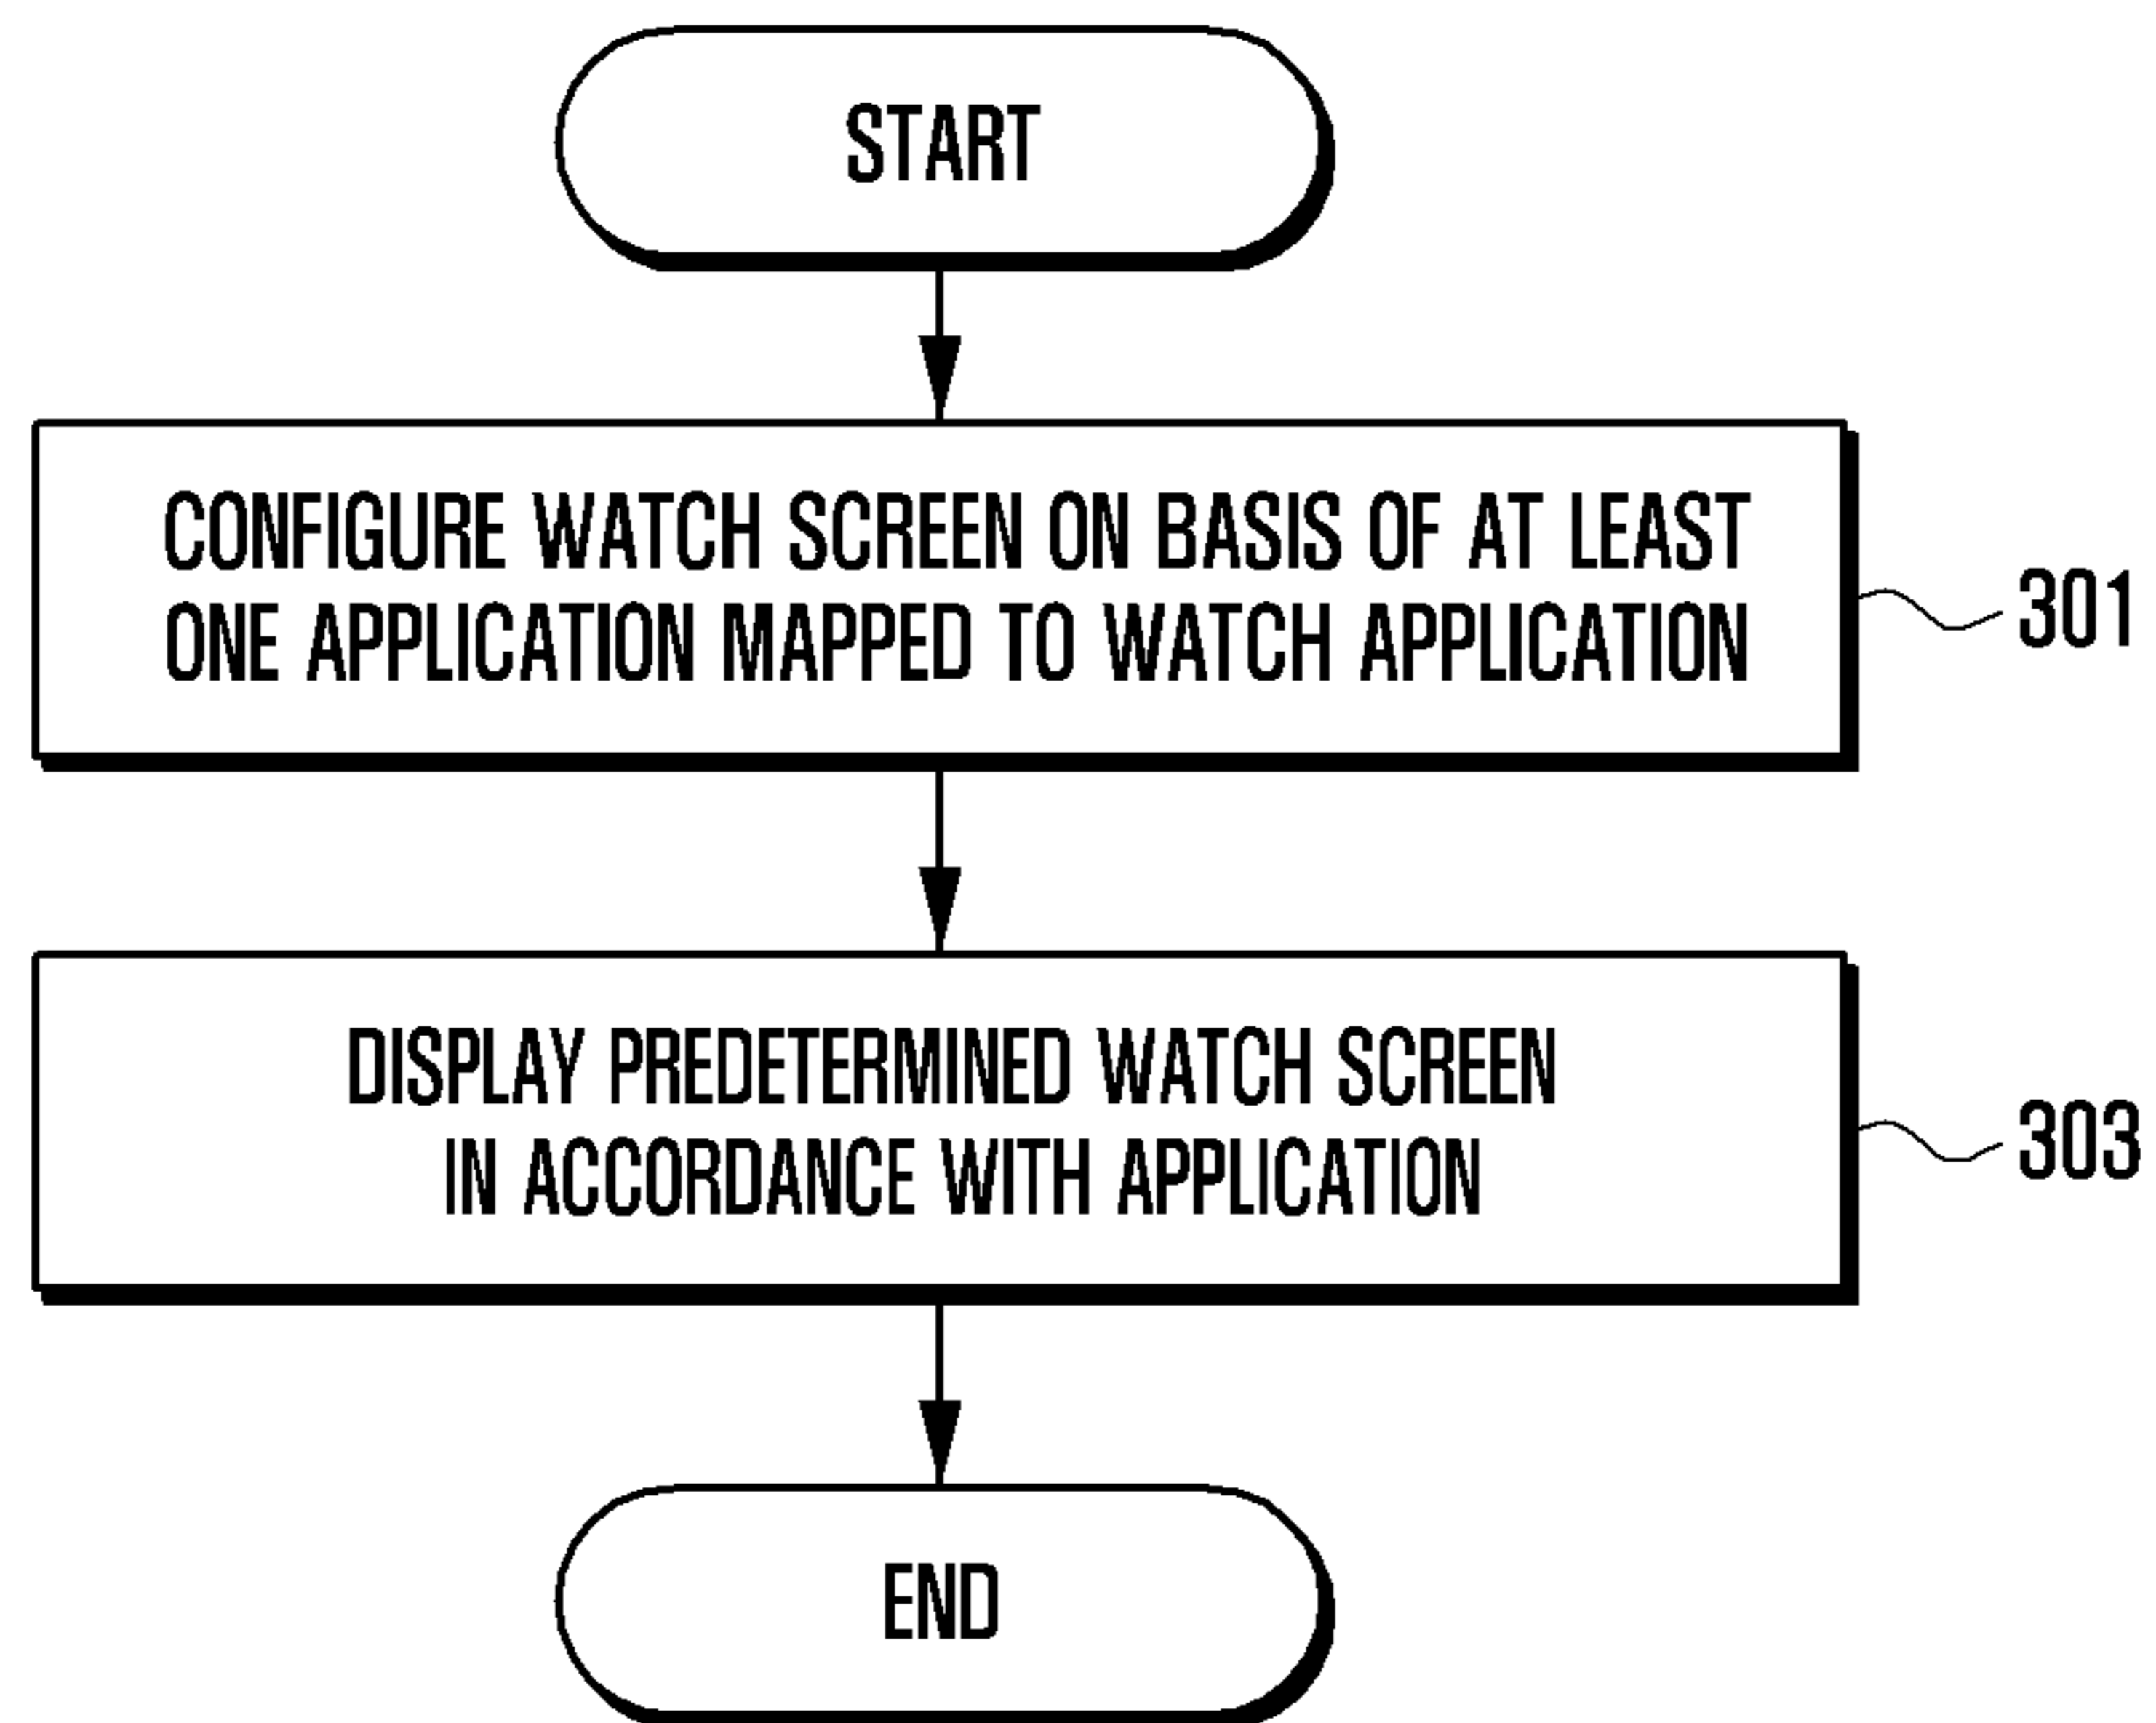 START
CONFIGURE WATCH SCREEN ON BASIS OF AT LEAST
ONE APPLICATION MAPPED TO WATCH APPLICATION
301
DISPLAY PREDETERMINED WATCH SCREEN
IN ACCORDANCE WITH APPLICATION
303
END